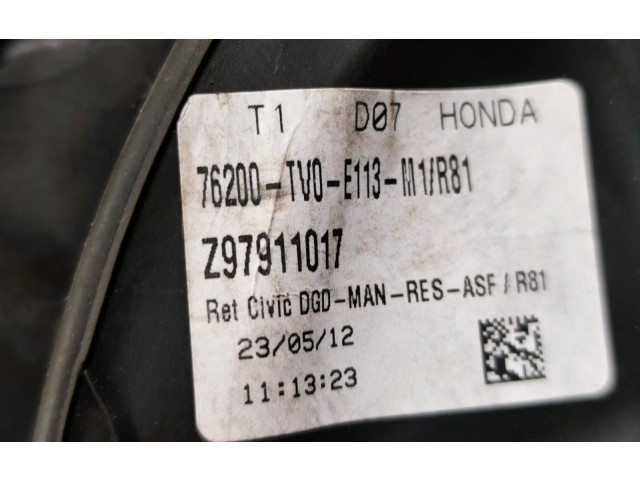 T1 D07 HONDA
76200-TV0-E113-M1/R81
Z97911017
Ret Civic DGD-MAN-RES-ASF/R81
23/05/12
11:13:23